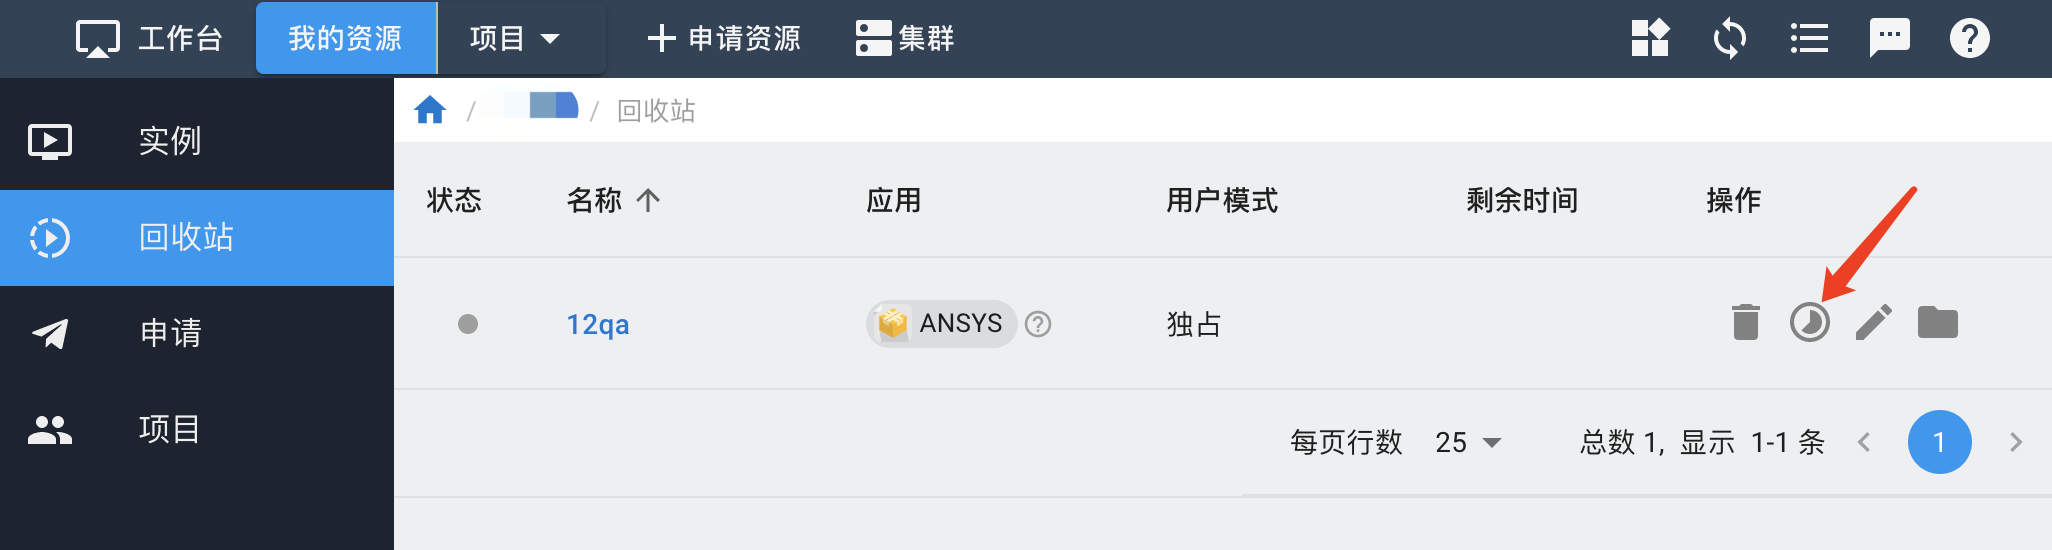 工作台 我的资源 项目 申请资源 集群
实例
回收站
申请
项目
/ / 回收站
状态 名称 应用 用户模式 剩余时间 操作
12qa ANSYS 独占
每页行数 25 总数 1, 显示 1-1 条 1